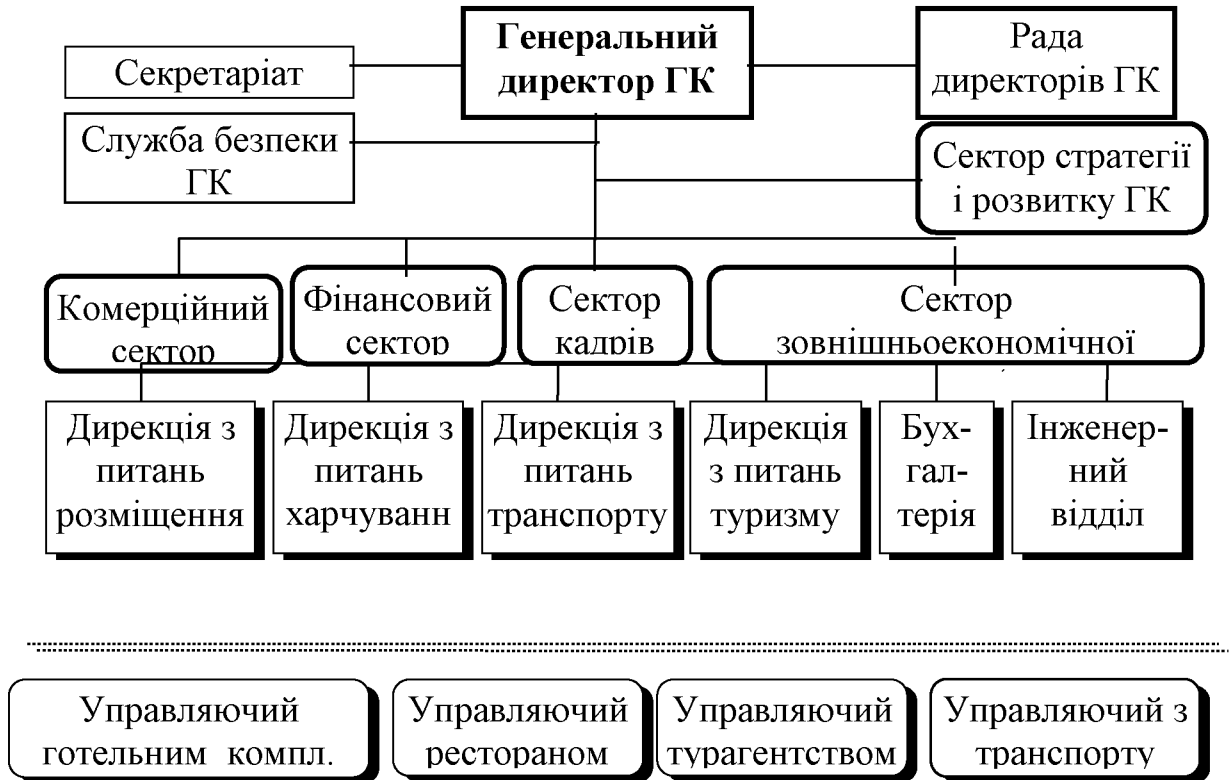 Генеральний
директор ГК
Секретаріат
Рада
директорів ГК
Служба безпеки
ГК
Сектор стратегії
і розвитку ГК
Комерційний
сектор
Фінансовий
сектор
Сектор
кадрів
Сектор
зовнішньоекономічної
Дирекція з
питань
розміщення
Дирекція з
питань
харчуванн
Дирекція з
питань
транспорту
Дирекція
з питань
туризму
Бух-
гал-
терія
Інженер-
ний
відділ
Управляючий
готельним компл.
Управляючий
рестораном
Управляючий
турагентством
Управляючий з
транспорту